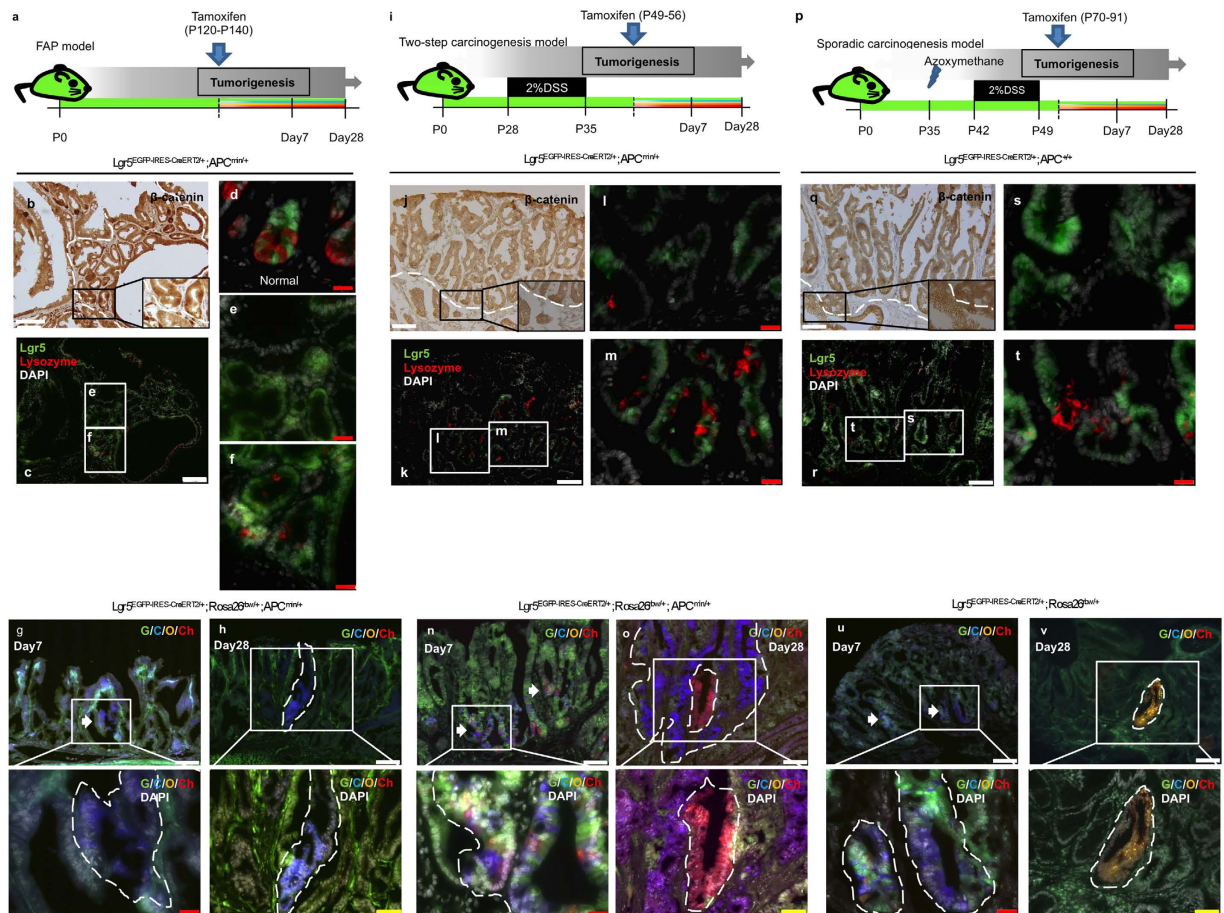 a
Tamoxifen
(P120-P140)
FAP model
Tumorigenesis
P0
Day7
Day28
Lgr5EGFP-IRES-CreERT2/+;APCmin/+
b
β-catenin
d
Normal
e
Lgr5
Lysozyme
DAPI
e
f
c
f
i
Tamoxifen (P49-56)
Two-step carcinogenesis model
Tumorigenesis
2%DSS
P0
P28
P35
Day7
Day28
Lgr5EGFP-IRES-CreERT2/+;APCmin/+
j
β-catenin
l
Lgr5
Lysozyme
DAPI
l
m
k
m
p
Tamoxifen (P70-91)
Sporadic carcinogenesis model
Azoxymethane
Tumorigenesis
2%DSS
P0
P35
P42
P49
Day7
Day28
Lgr5EGFP-IRES-CreERT2/+;APC+/+
q
β-catenin
s
Lgr5
Lysozyme
DAPI
t
s
r
t
Lgr5EGFP-IRES-CreERT2/+;Rosa26rbw/+;APCmin/+
g
G/C/O/Ch
Day7
h
G/C/O/Ch
Day28
G/C/O/Ch
DAPI
G/C/O/Ch
DAPI
Lgr5EGFP-IRES-CreERT2/+;Rosa26rbw/+;APCmin/+
n
G/C/O/Ch
Day7
o
G/C/O/Ch
Day28
G/C/O/Ch
DAPI
G/C/O/Ch
DAPI
Lgr5EGFP-IRES-CreERT2/+;Rosa26rbw/+
u
G/C/O/Ch
Day7
v
G/C/O/Ch
Day28
G/C/O/Ch
DAPI
G/C/O/Ch
DAPI